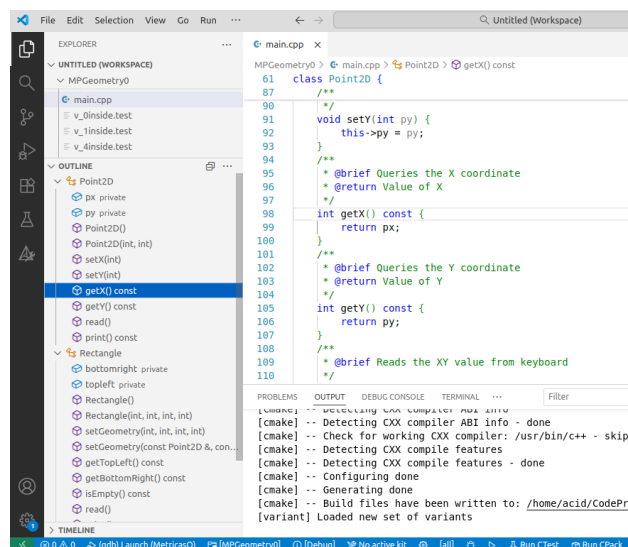 File Edit Selection View Go Run ··· ← → Untitled (Workspace)
EXPLORER ···
UNTITLED (WORKSPACE)
MPGeometry0
main.cpp
v_0inside.test
v_1inside.test
v_4inside.test
OUTLINE ···
Point2D
px private
py private
Point2D()
Point2D(int, int)
setX(int)
setY(int)
getX() const
getY() const
read()
print() const
Rectangle
bottomright private
topleft private
Rectangle()
Rectangle(int, int, int, int)
setGeometry(int, int, int, int)
setGeometry(const Point2D &, con...
getTopLeft() const
getBottomRight() const
isEmpty() const
read()
TIMELINE
main.cpp ×
MPGeometry0 > main.cpp > Point2D > getX() const
61 class Point2D {
87 /**
90 */
91 void setY(int py) {
92 this->py = py;
93 }
94 /**
95 * @brief Queries the X coordinate
96 * @return Value of X
97 */
98 int getX() const {
99 return px;
100 }
101 /**
102 * @brief Queries the Y coordinate
103 * @return Value of Y
104 */
105 int getY() const {
106 return py;
107 }
108 /**
109 * @brief Reads the XY value from keyboard
110 */
PROBLEMS OUTPUT DEBUG CONSOLE TERMINAL ··· Filter
[cmake] -- Detecting CXX compiler ABI info
[cmake] -- Detecting CXX compiler ABI info - done
[cmake] -- Check for working CXX compiler: /usr/bin/c++ - skip
[cmake] -- Detecting CXX compile features
[cmake] -- Detecting CXX compile features - done
[cmake] -- Configuring done
[cmake] -- Generating done
[cmake] -- Build files have been written to: /home/acid/CodePr
[variant] Loaded new set of variants
0 0 (gdb) Launch (MetricasO) [MPGeometry0] [Debug] No active kit [all] Run CTest Run CPack